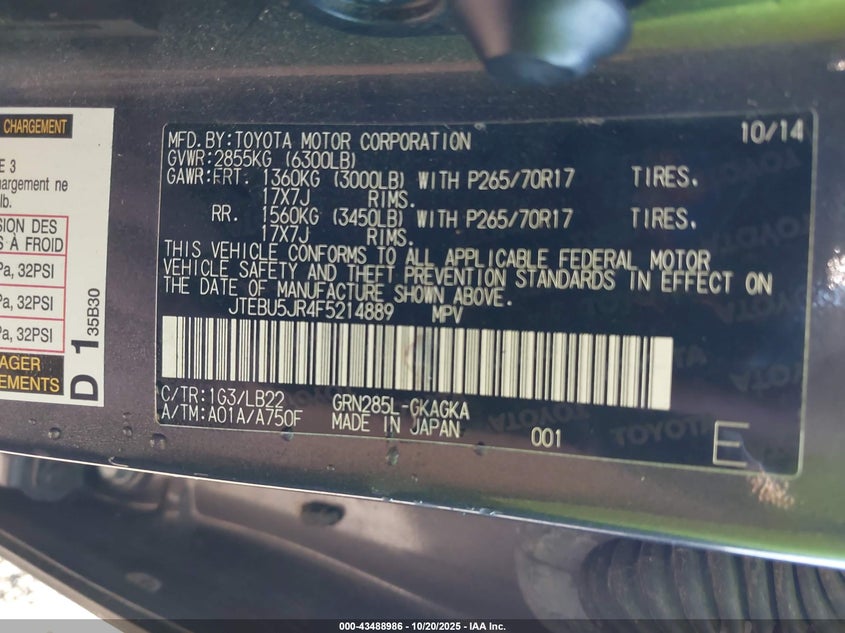 CHARGEMENT
E 3
hargement ne
lb.
SION DES
S À FROID
Pa, 32PSI
Pa, 32PSI
Pa, 32PSI
AGER
EMENTS
D 1 35B30
MFD.BY:TOYOTA MOTOR CORPORATION 10/14
GVWR:2855KG (6300LB)
GAWR:FRT. 1360KG (3000LB) WITH P265/70R17 TIRES.
17X7J RIMS.
RR. 1560KG (3450LB) WITH P265/70R17 TIRES.
17X7J RIMS.
THIS VEHICLE CONFORMS TO ALL APPLICABLE FEDERAL MOTOR
VEHICLE SAFETY AND THEFT PREVENTION STANDARDS IN EFFECT ON
THE DATE OF MANUFACTURE SHOWN ABOVE.
JTEBU5JR4F5214889 MPV
C/TR:1G3/LB22 GRN285L-GKAGKA
A/TM:A01A/A750F MADE IN JAPAN 001 E
000-43488986 - 10/20/2025 - IAA Inc.